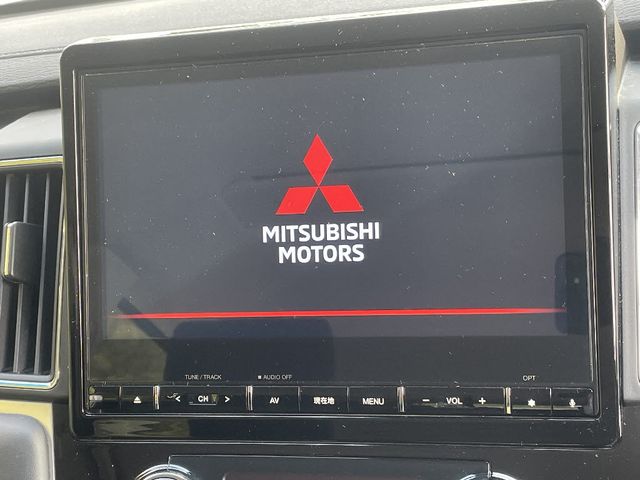 MITSUBISHI
MOTORS
TUNE / TRACK
■ AUDIO OFF
OPT
CH
AV
現在地
MENU
− VOL +